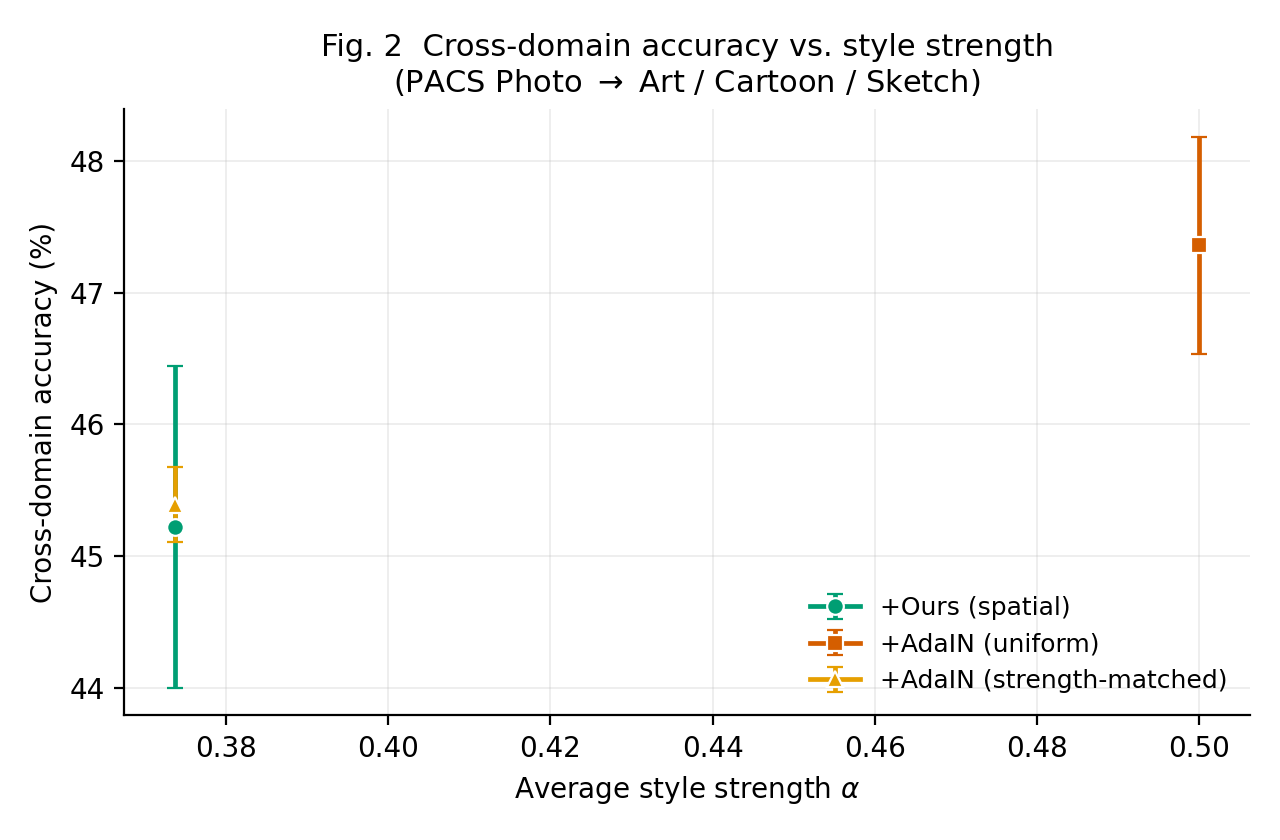 Fig. 2  Cross-domain accuracy vs. style strength
(PACS Photo → Art / Cartoon / Sketch)
Cross-domain accuracy (%)
48
47
46
45
44
+Ours (spatial)
+AdaIN (uniform)
+AdaIN (strength-matched)
0.38 0.40 0.42 0.44 0.46 0.48 0.50
Average style strength α